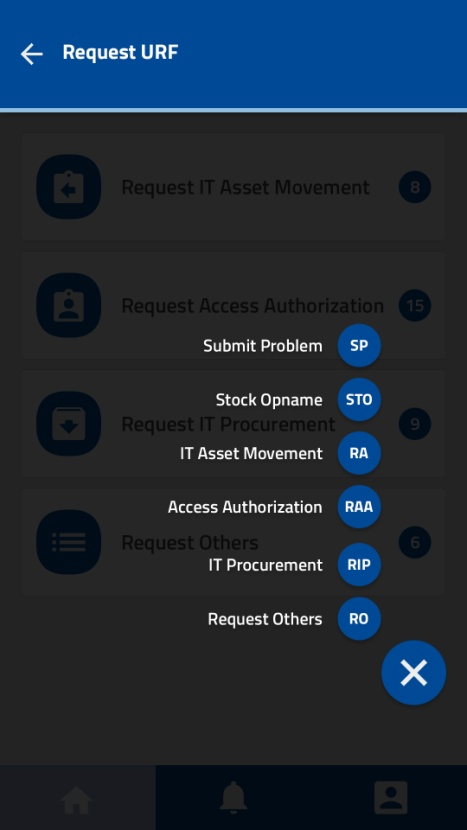 Request URF
Request IT Asset Movement 8
Request Access Authorization 15
Submit Problem SP
Stock Opname STO
Request IT Procurement 9
IT Asset Movement RA
Access Authorization RAA
Request Others 6
IT Procurement RIP
Request Others RO